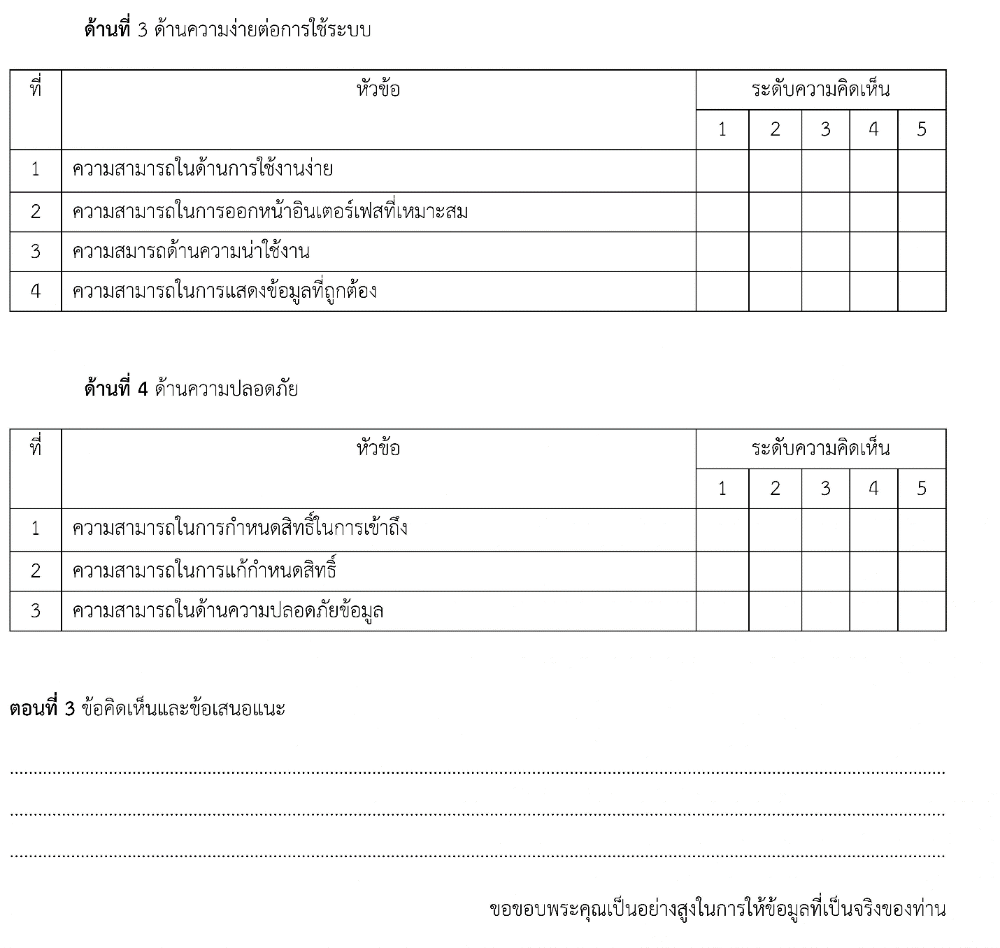 ด้านที่ 3 ด้านความง่ายต่อการใช้ระบบ
ที่ หัวข้อ ระดับความคิดเห็น
1 2 3 4 5
1 ความสามารถในด้านการใช้งานง่าย
2 ความสามารถในการออกหน้าอินเตอร์เฟสที่เหมาะสม
3 ความสมารถด้านความน่าใช้งาน
4 ความสามารถในการแสดงข้อมูลที่ถูกต้อง
ด้านที่ 4 ด้านความปลอดภัย
ที่ หัวข้อ ระดับความคิดเห็น
1 2 3 4 5
1 ความสามารถในการกำหนดสิทธิ์ในการเข้าถึง
2 ความสามารถในการแก้กำหนดสิทธิ์
3 ความสามารถในด้านความปลอดภัยข้อมูล
ตอนที่ 3 ข้อคิดเห็นและข้อเสนอแนะ
ขอขอบพระคุณเป็นอย่างสูงในการให้ข้อมูลที่เป็นจริงของท่าน